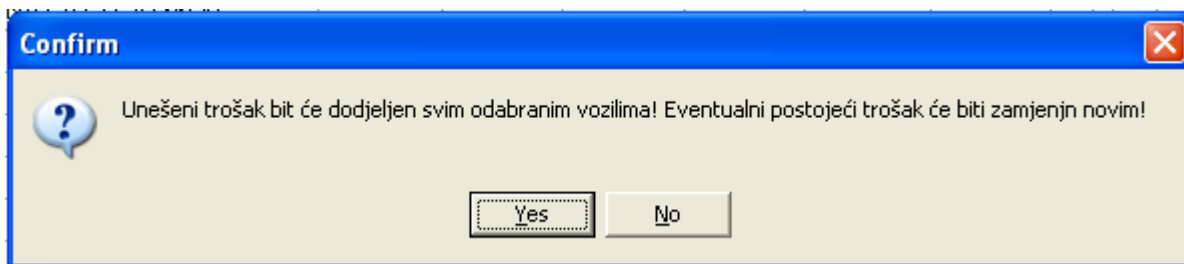 Confirm
Unešeni trošak bit će dodjeljen svim odabranim vozilima! Eventualni postojeći trošak će biti zamjenjn novim!
Yes
No